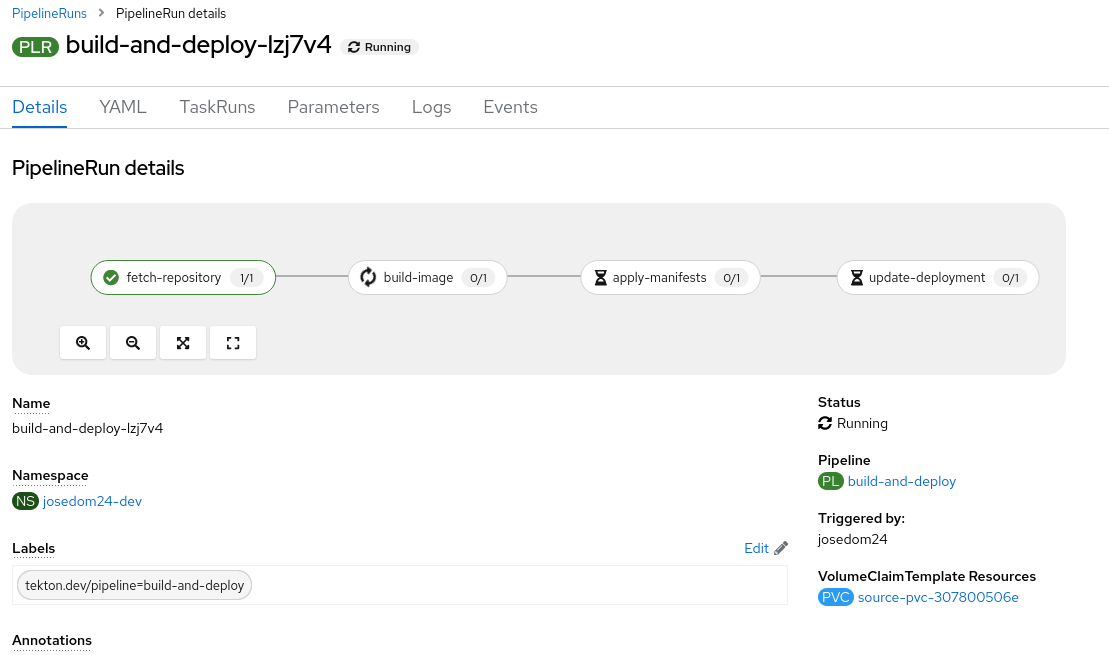 PipelineRuns > PipelineRun details
PLR build-and-deploy-lzj7v4 Running
Details YAML TaskRuns Parameters Logs Events
PipelineRun details
fetch-repository 1/1 build-image 0/1 apply-manifests 0/1 update-deployment 0/1
Name
build-and-deploy-lzj7v4
Namespace
NS josedom24-dev
Labels Edit
tekton.dev/pipeline=build-and-deploy
Annotations
Status
Running
Pipeline
PL build-and-deploy
Triggered by:
josedom24
VolumeClaimTemplate Resources
PVC source-pvc-307800506e